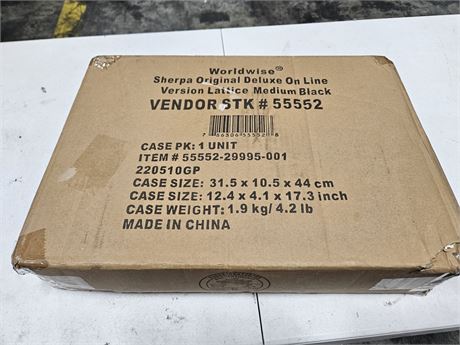 Worldwise®
Sherpa Original Deluxe On Line
Version Lattice Medium Black
VENDOR STK # 55552
CASE PK: 1 UNIT
ITEM # 55552-29995-001
220510GP
CASE SIZE: 31.5 x 10.5 x 44 cm
CASE SIZE: 12.4 x 4.1 x 17.3 inch
CASE WEIGHT: 1.9 kg/ 4.2 lb
MADE IN CHINA